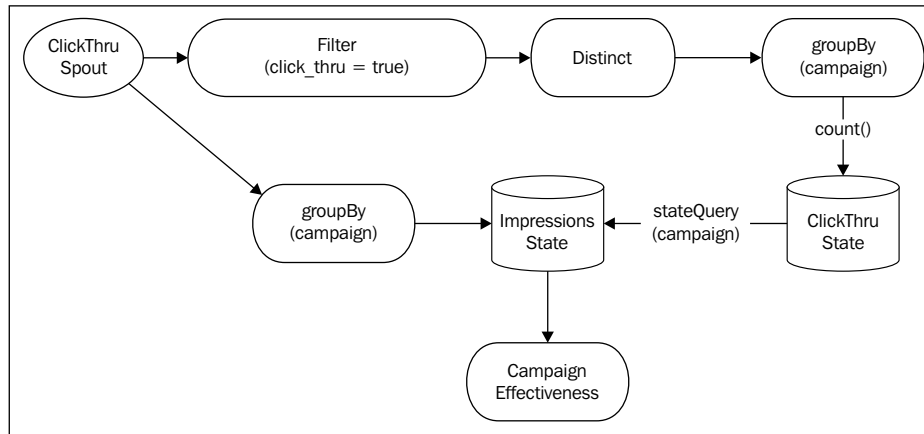 ClickThru
Spout
Filter
(click_thru = true)
Distinct
groupBy
(campaign)
count()
groupBy
(campaign)
Impressions
State
stateQuery
(campaign)
ClickThru
State
Campaign
Effectiveness